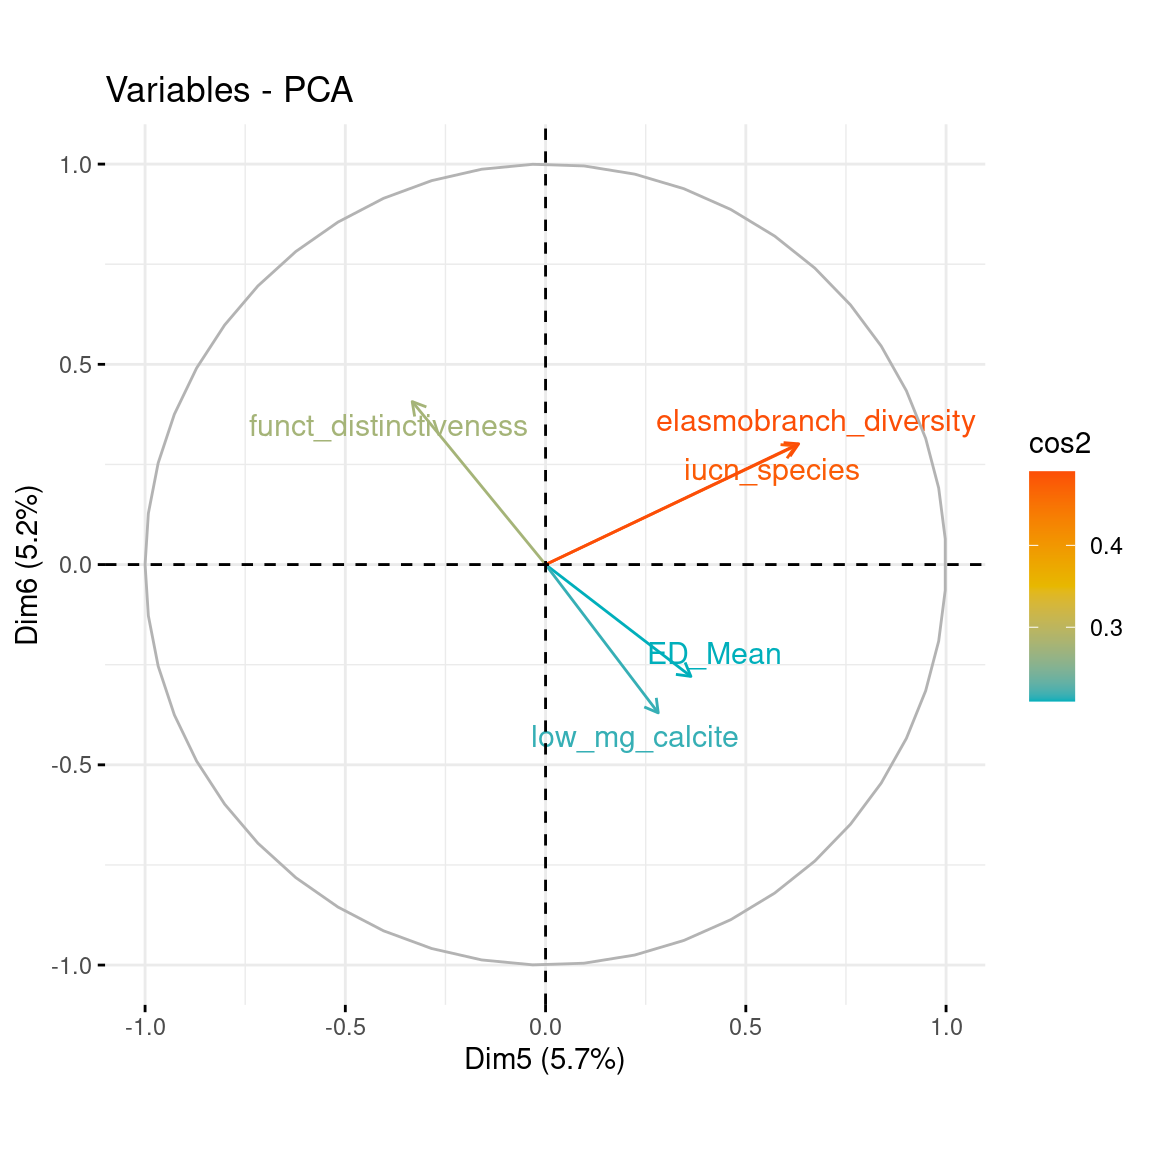 Variables - PCA
1.0
0.5
0.0
-0.5
-1.0
Dim6 (5.2%)
funct_distinctiveness
elasmobranch_diversity
iucn_species
ED_Mean
low_mg_calcite
-1.0
-0.5
0.0
0.5
1.0
Dim5 (5.7%)
cos2
0.4
0.3